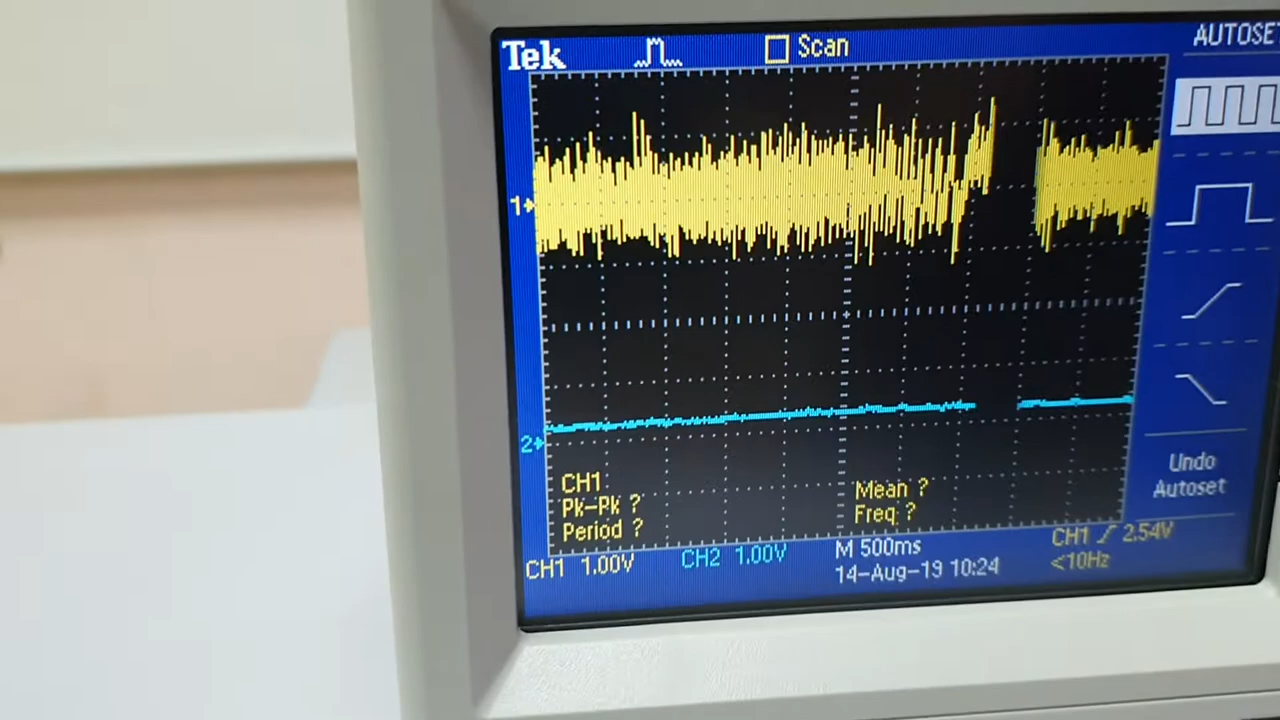 Tek
Scan
AUTOSE
1
2
CH1
Pk-Pk ?
Period ?
Mean ?
Freq ?
Undo
Autoset
CH1 1.00V
CH2 1.00V
M 500ms
CH1 2.54V
14-Aug-19 10:24
<10Hz